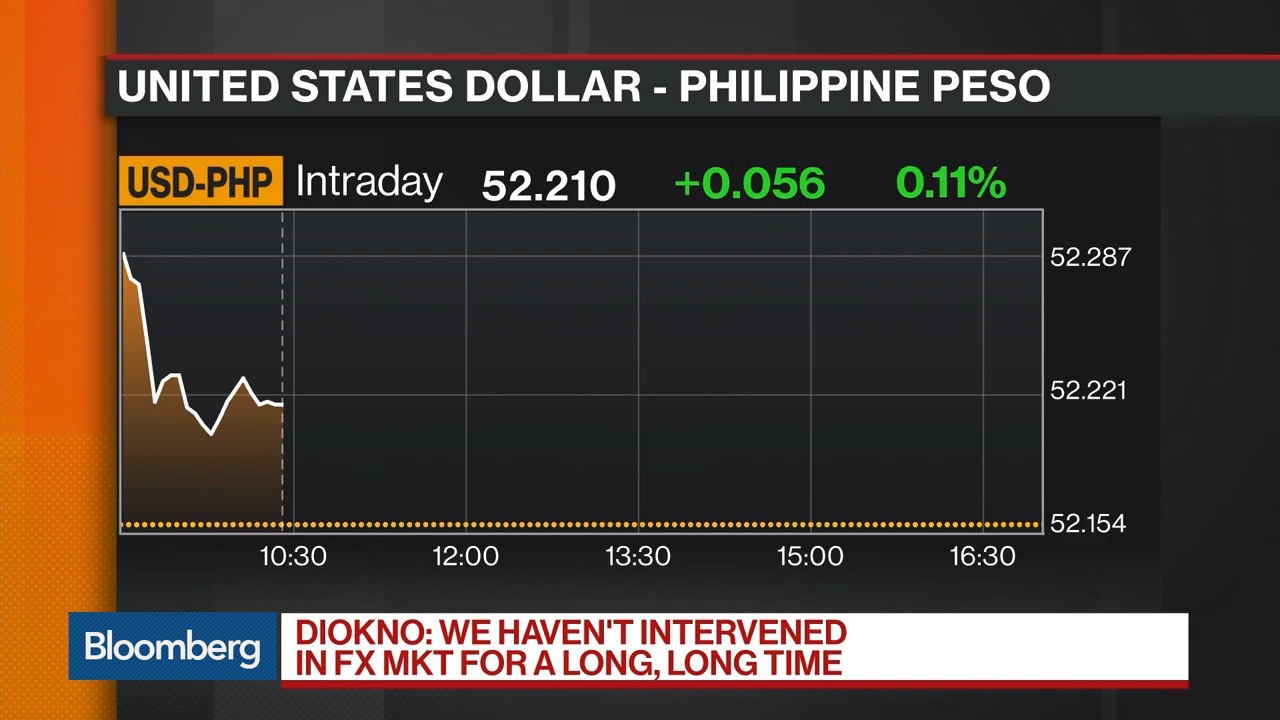 UNITED STATES DOLLAR - PHILIPPINE PESO
USD-PHP Intraday 52.210 +0.056 0.11%
52.287
52.221
52.154
10:30 12:00 13:30 15:00 16:30
Bloomberg
DIOKNO: WE HAVEN'T INTERVENED
IN FX MKT FOR A LONG, LONG TIME